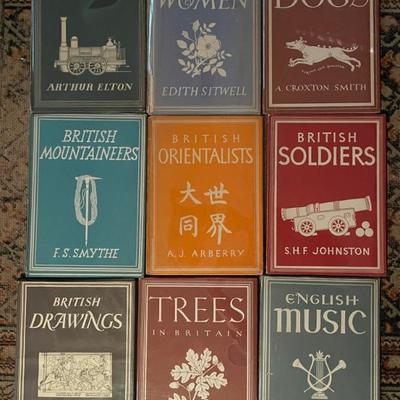 ARTHUR ELTON
WOMEN
EDITH SITWELL
DOGS
A. CROXTON SMITH
BRITISH
MOUNTAINEERS
F. S. SMYTHE
BRITISH
ORIENTALISTS
大世
同界
A. J. ARBERRY
BRITISH
SOLDIERS
S.H.F. JOHNSTON
BRITISH
DRAWINGS
TREES
IN BRITAIN
ENGLISH
MUSIC